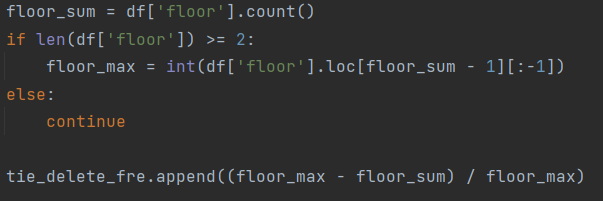 floor_sum = df['floor'].count()
if len(df['floor']) >= 2:
    floor_max = int(df['floor'].loc[floor_sum - 1][:-1])
else:
    continue

tie_delete_fre.append((floor_max - floor_sum) / floor_max)